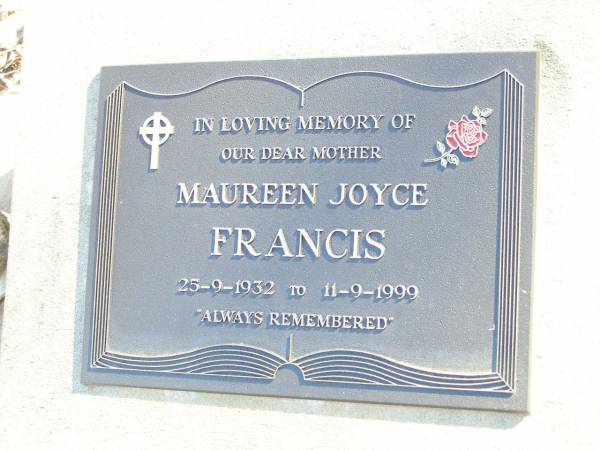 IN LOVING MEMORY OF
OUR DEAR MOTHER
MAUREEN JOYCE
FRANCIS
25-9-1932 TO 11-9-1999
"ALWAYS REMEMBERED"